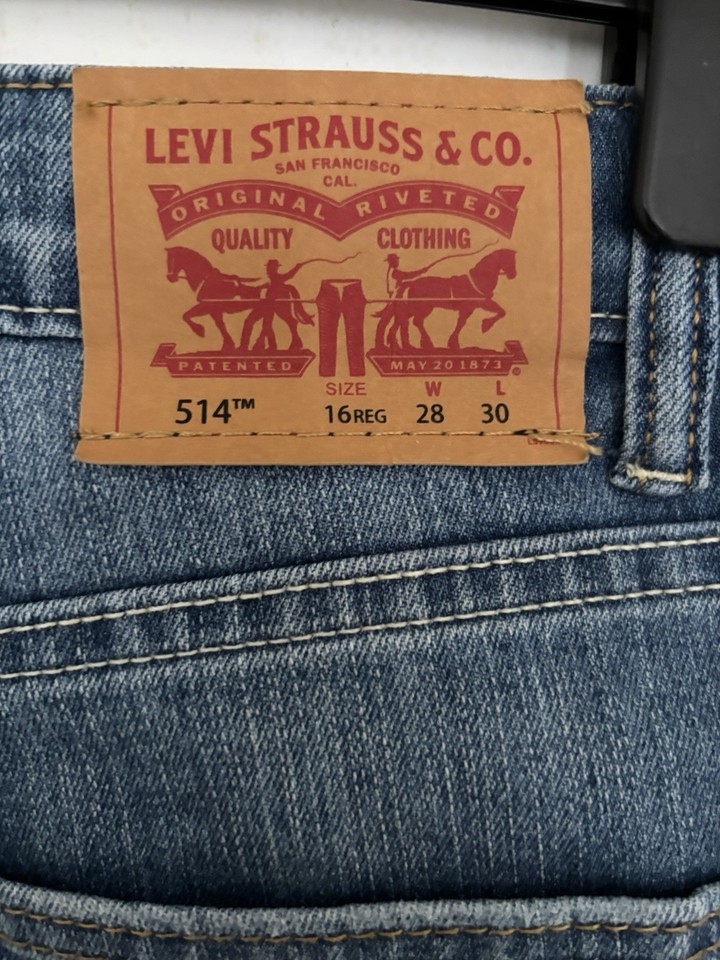 LEVI STRAUSS & CO.
SAN FRANCISCO
CAL.
ORIGINAL RIVETED
QUALITY CLOTHING
PATENTED MAY 20 1873 ®
SIZE W L
514™ 16REG 28 30